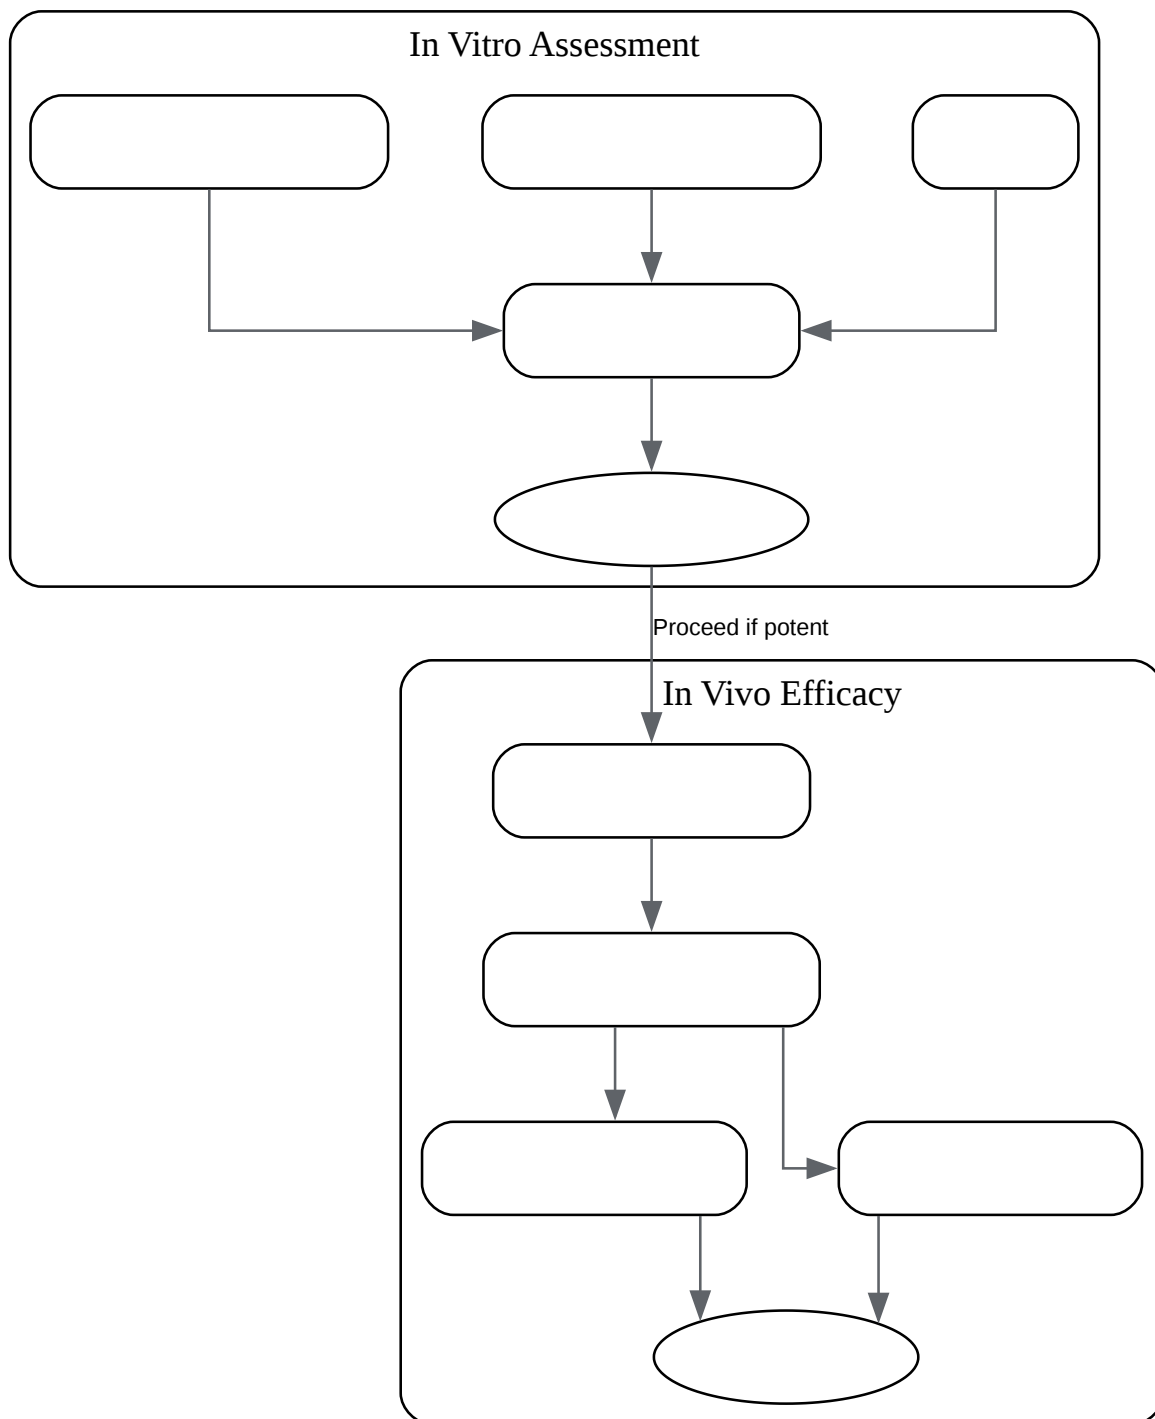 In Vitro Assessment
Proceed if potent
In Vivo Efficacy